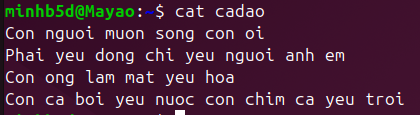 minhb5d@Mayao:~$ cat cadao
Con nguoi muon song con oi
Phai yeu dong chi yeu nguoi anh em
Con ong lam mat yeu hoa
Con ca boi yeu nuoc con chim ca yeu troi